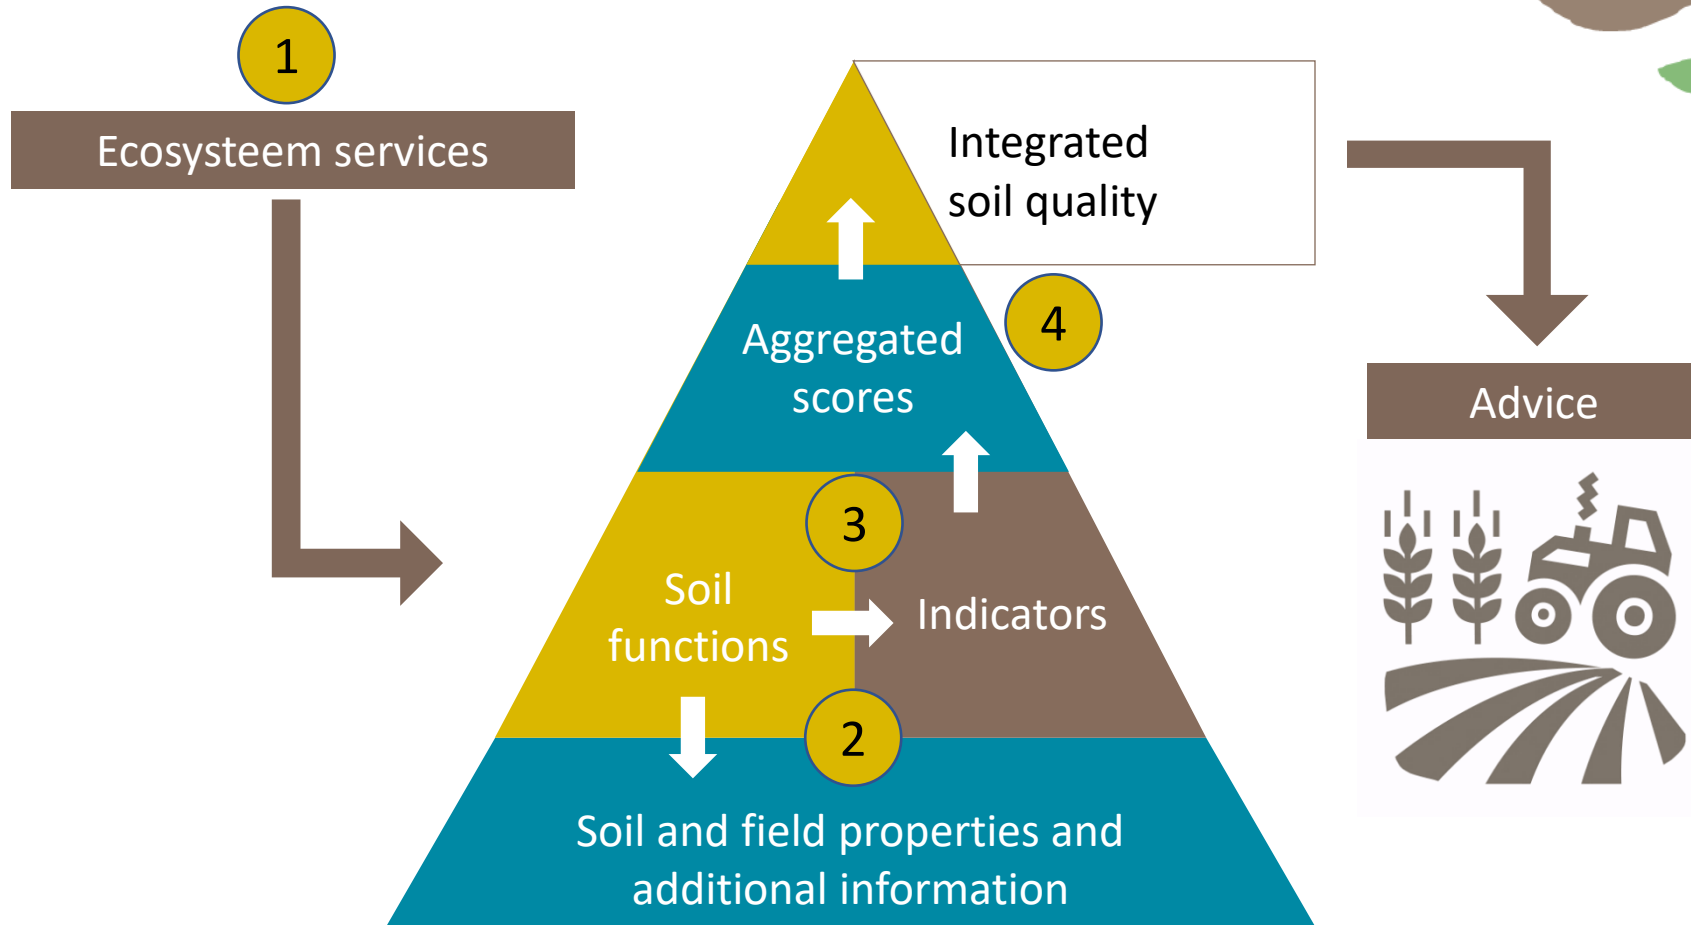 1
Ecosysteem services
Integrated
soil quality
4
Aggregated
scores
Advice
3
Soil
functions
Indicators
2
Soil and field properties and
additional information